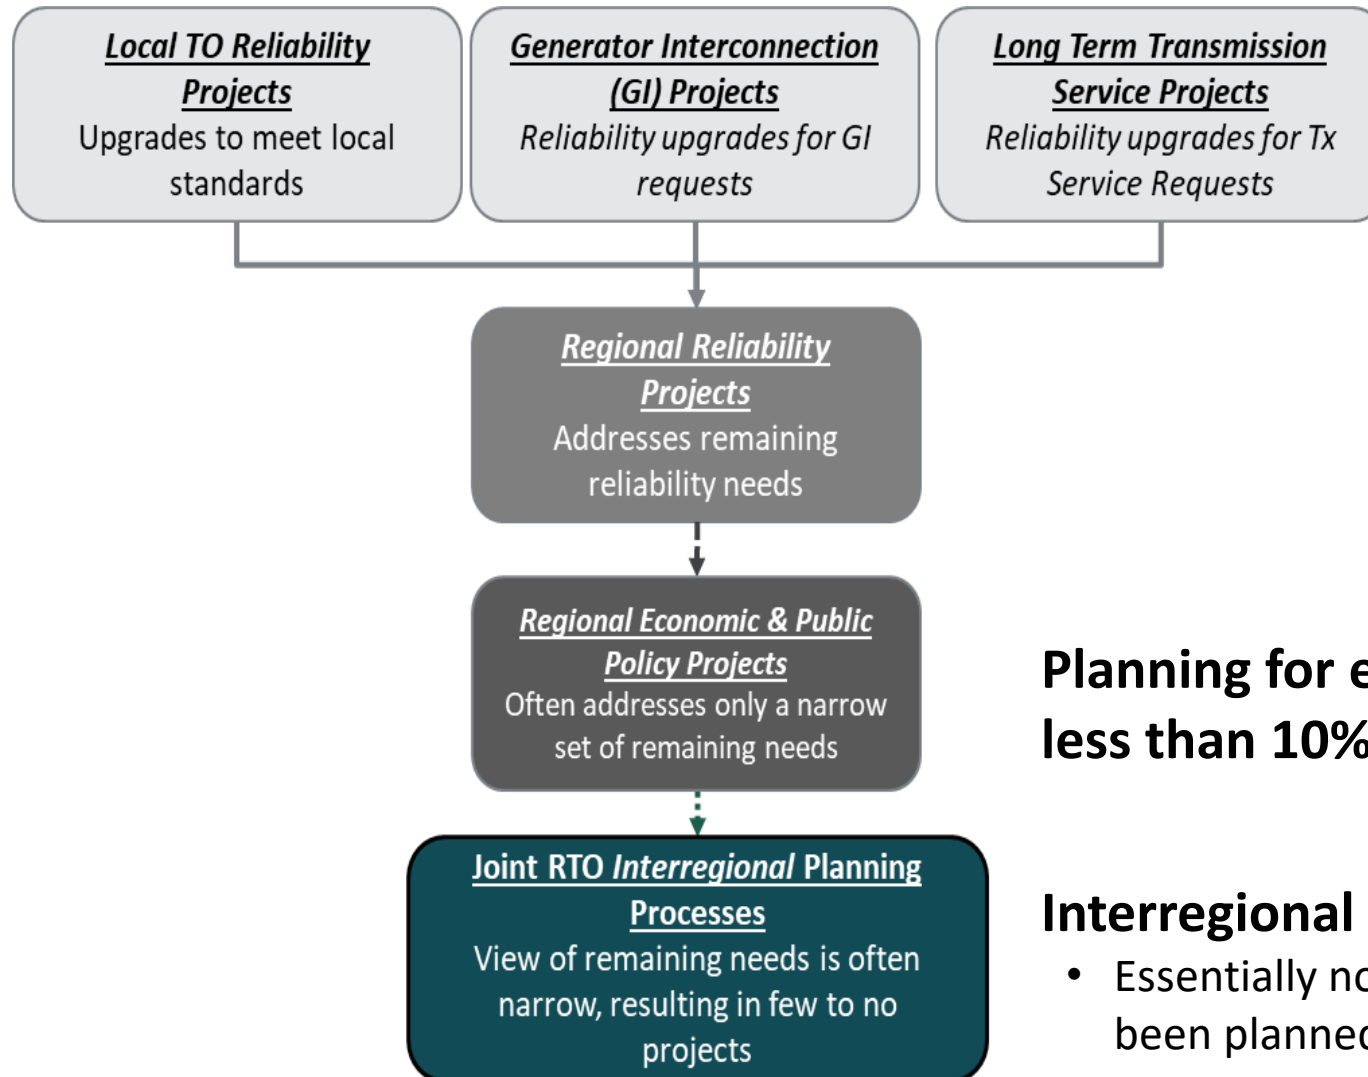 Local TO Reliability
Projects
Upgrades to meet local
standards
Generator Interconnection
(GI) Projects
Reliability upgrades for GI
requests
Long Term Transmission
Service Projects
Reliability upgrades for Tx
Service Requests
Regional Reliability
Projects
Addresses remaining
reliability needs
Regional Economic & Public
Policy Projects
Often addresses only a narrow
set of remaining needs
Joint RTO Interregional Planning
Processes
View of remaining needs is often
narrow, resulting in few to no
projects
Planning for
less than 10%
Interregional
• Essentially
been planned